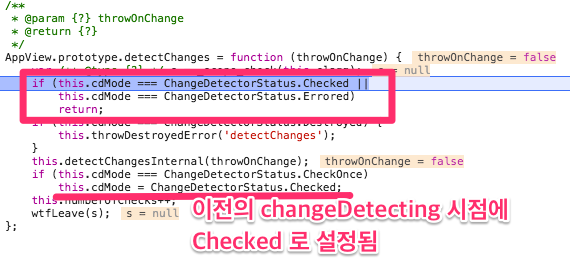 /**
* @param {?} throwOnChange
* @return {?}
*/
AppView.prototype.detectChanges = function (throwOnChange) { throwOnChange = false
s = null
if (this.cdMode === ChangeDetectorStatus.Checked ||
this.cdMode === ChangeDetectorStatus.Errored)
return;
if (this.cdMode === ChangeDetectorStatus.Destroyed) {
this.throwDestroyedError('detectChanges');
}
this.detectChangesInternal(throwOnChange); throwOnChange = false
if (this.cdMode === ChangeDetectorStatus.CheckOnce)
this.cdMode = ChangeDetectorStatus.Checked;
this.numberOfChecks++;
wtfLeave(s); s = null
};
이전의 changeDetecting 시점에
Checked 로 설정됨